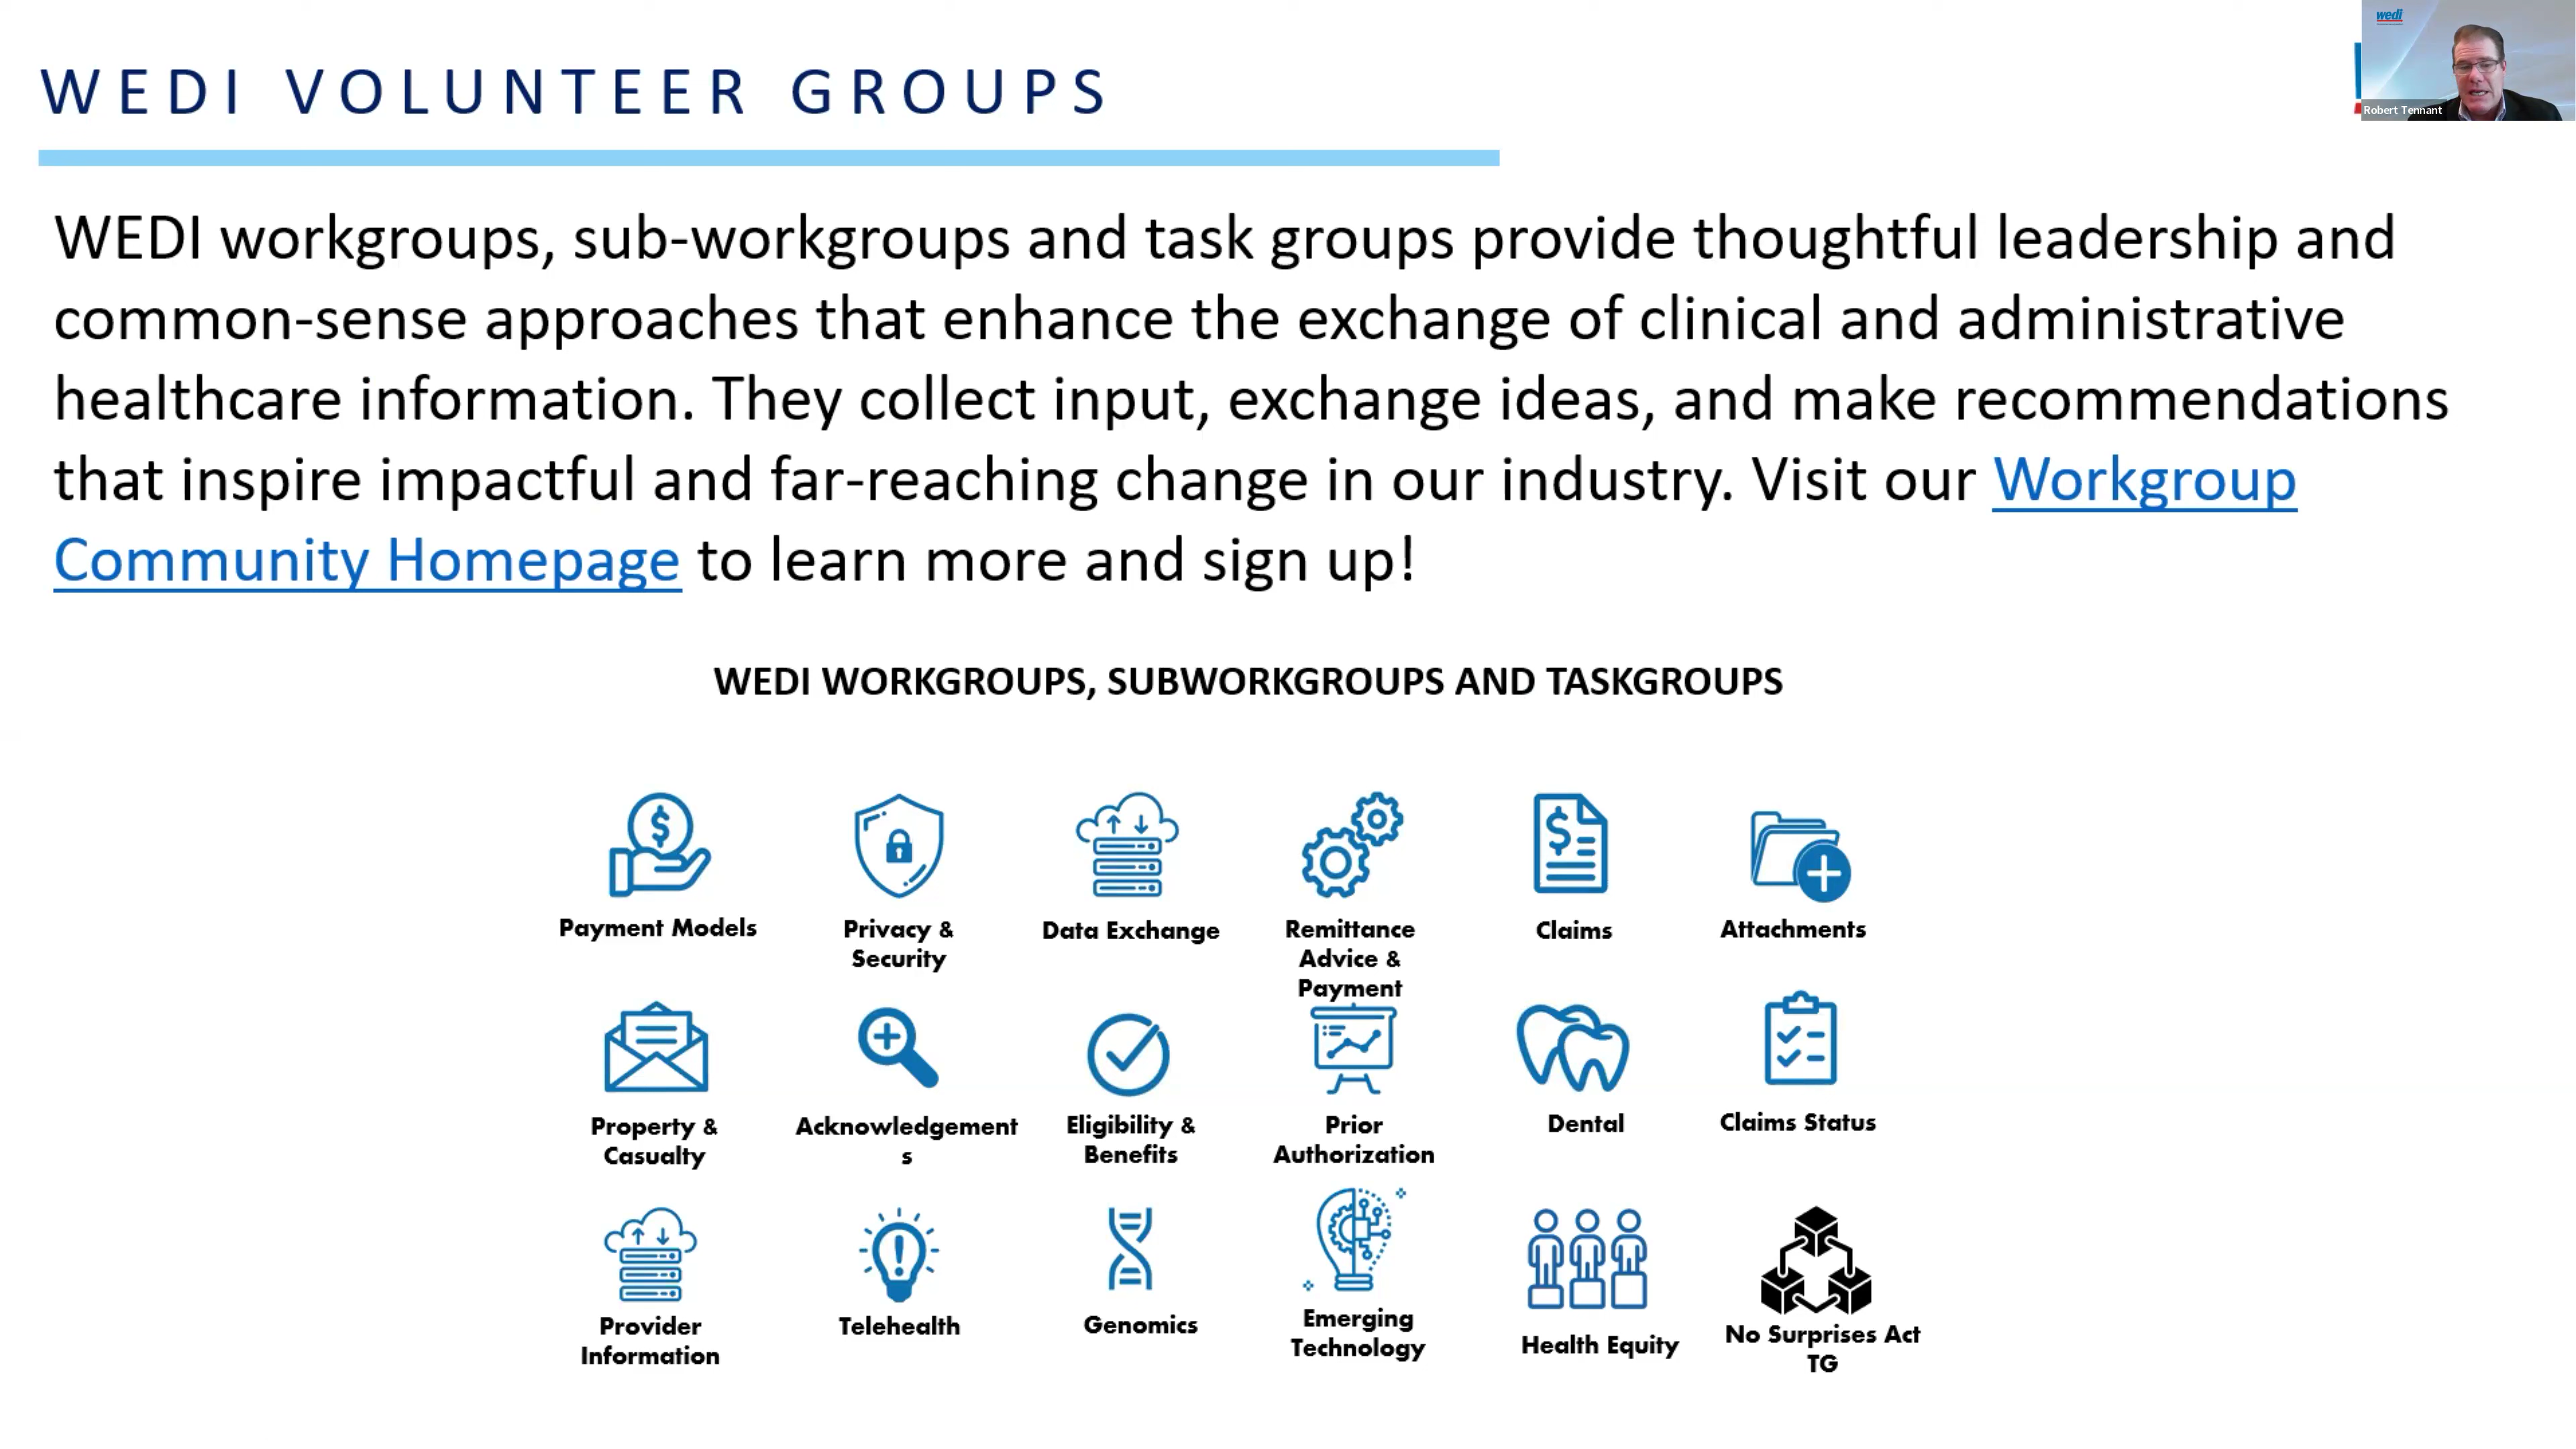 wedi
Robert Tennant
WEDI VOLUNTEER GROUPS
WEDI workgroups, sub-workgroups and task groups provide thoughtful leadership and
common-sense approaches that enhance the exchange of clinical and administrative
healthcare information. They collect input, exchange ideas, and make recommendations
that inspire impactful and far-reaching change in our industry. Visit our Workgroup
Community Homepage to learn more and sign up!
WEDI WORKGROUPS, SUBWORKGROUPS AND TASKGROUPS
Payment Models
Privacy &
Security
Data Exchange
Remittance
Advice &
Payment
Claims
Attachments
Property &
Casualty
Acknowledgement
s
Eligibility &
Benefits
Prior
Authorization
Dental
Claims Status
Provider
Information
Telehealth
Genomics
Emerging
Technology
Health Equity
No Surprises Act
TG